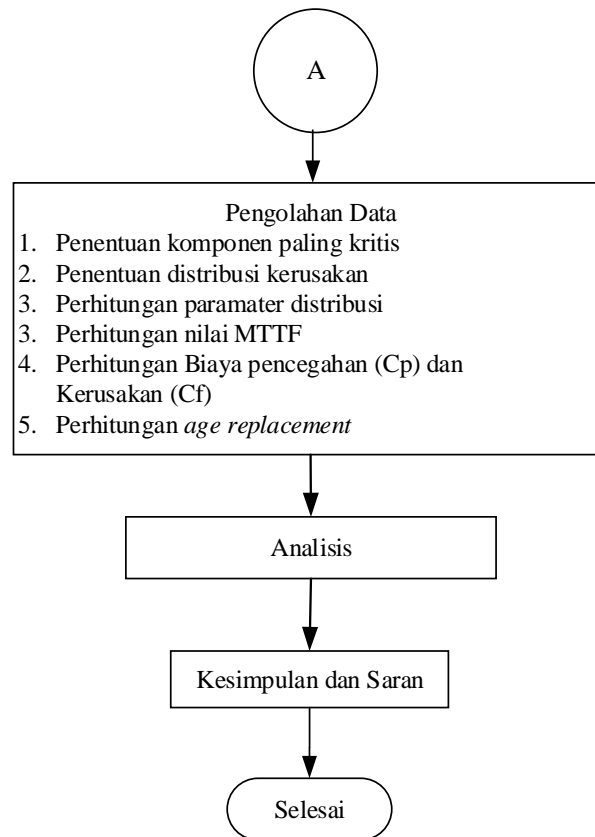 A
Pengolahan Data
1. Penentuan komponen paling kritis
2. Penentuan distribusi kerusakan
3. Perhitungan paramater distribusi
3. Perhitungan nilai MTTF
4. Perhitungan Biaya pencegahan (Cp) dan
Kerusakan (Cf)
5. Perhitungan age replacement
Analisis
Kesimpulan dan Saran
Selesai